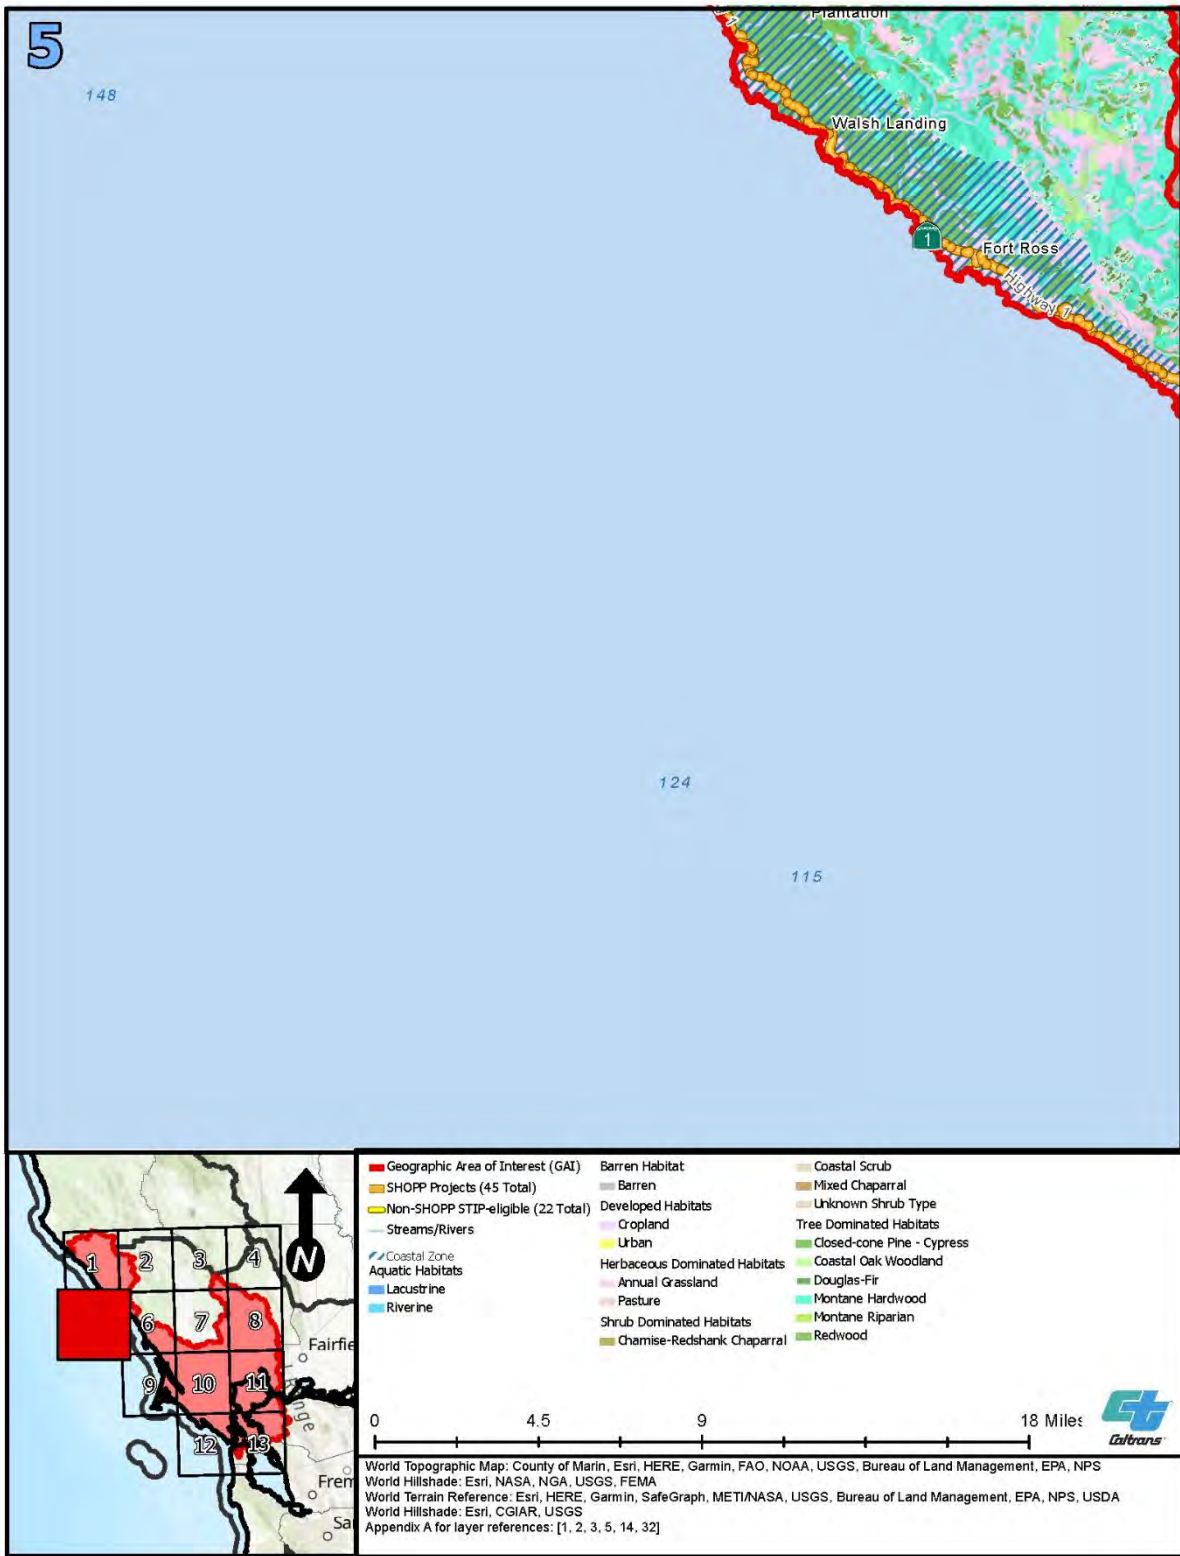 5
148
Plantation
y 1
Walsh Landing
1
Fort Ross
Highway 1
124
115
1
2
3
4
6
7
8
9
10
11
12
13
Fairfie
Range
Frem
Sa
N
Geographic Area of Interest (GAI)
SHOPP Projects (45 Total)
Non-SHOPP STIP-eligible (22 Total)
Streams/Rivers
Coastal Zone
Aquatic Habitats
Lacustrine
Riverine
Barren Habitat
Barren
Developed Habitats
Cropland
Urban
Herbaceous Dominated Habitats
Annual Grassland
Pasture
Shrub Dominated Habitats
Chamise-Redshank Chaparral
Coastal Scrub
Mixed Chaparral
Unknown Shrub Type
Tree Dominated Habitats
Closed-cone Pine - Cypress
Coastal Oak Woodland
Douglas-Fir
Montane Hardwood
Montane Riparian
Redwood
0 4.5 9 18 Miles
Caltrans
World Topographic Map: County of Marin, Esri, HERE, Garmin, FAO, NOAA, USGS, Bureau of Land Management, EPA, NPS
World Hillshade: Esri, NASA, NGA, USGS, FEMA
World Terrain Reference: Esri, HERE, Garmin, SafeGraph, METI/NASA, USGS, Bureau of Land Management, EPA, NPS, USDA
World Hillshade: Esri, CGIAR, USGS
Appendix A for layer references: [1, 2, 3, 5, 14, 32]